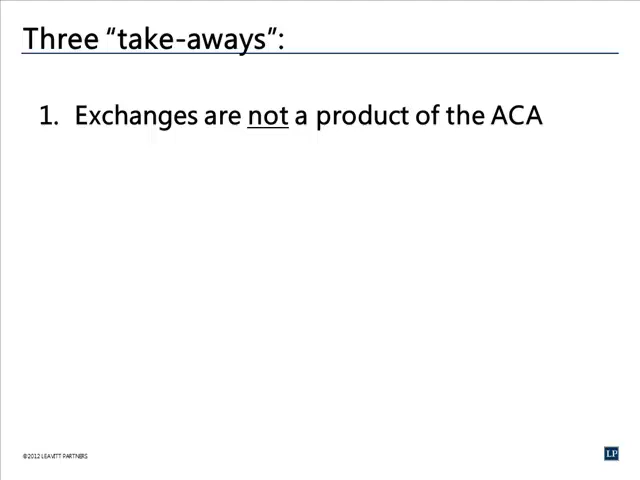 Three “take-aways”:
1. Exchanges are not a product of the ACA
©2012 LEAVITT PARTNERS
LP